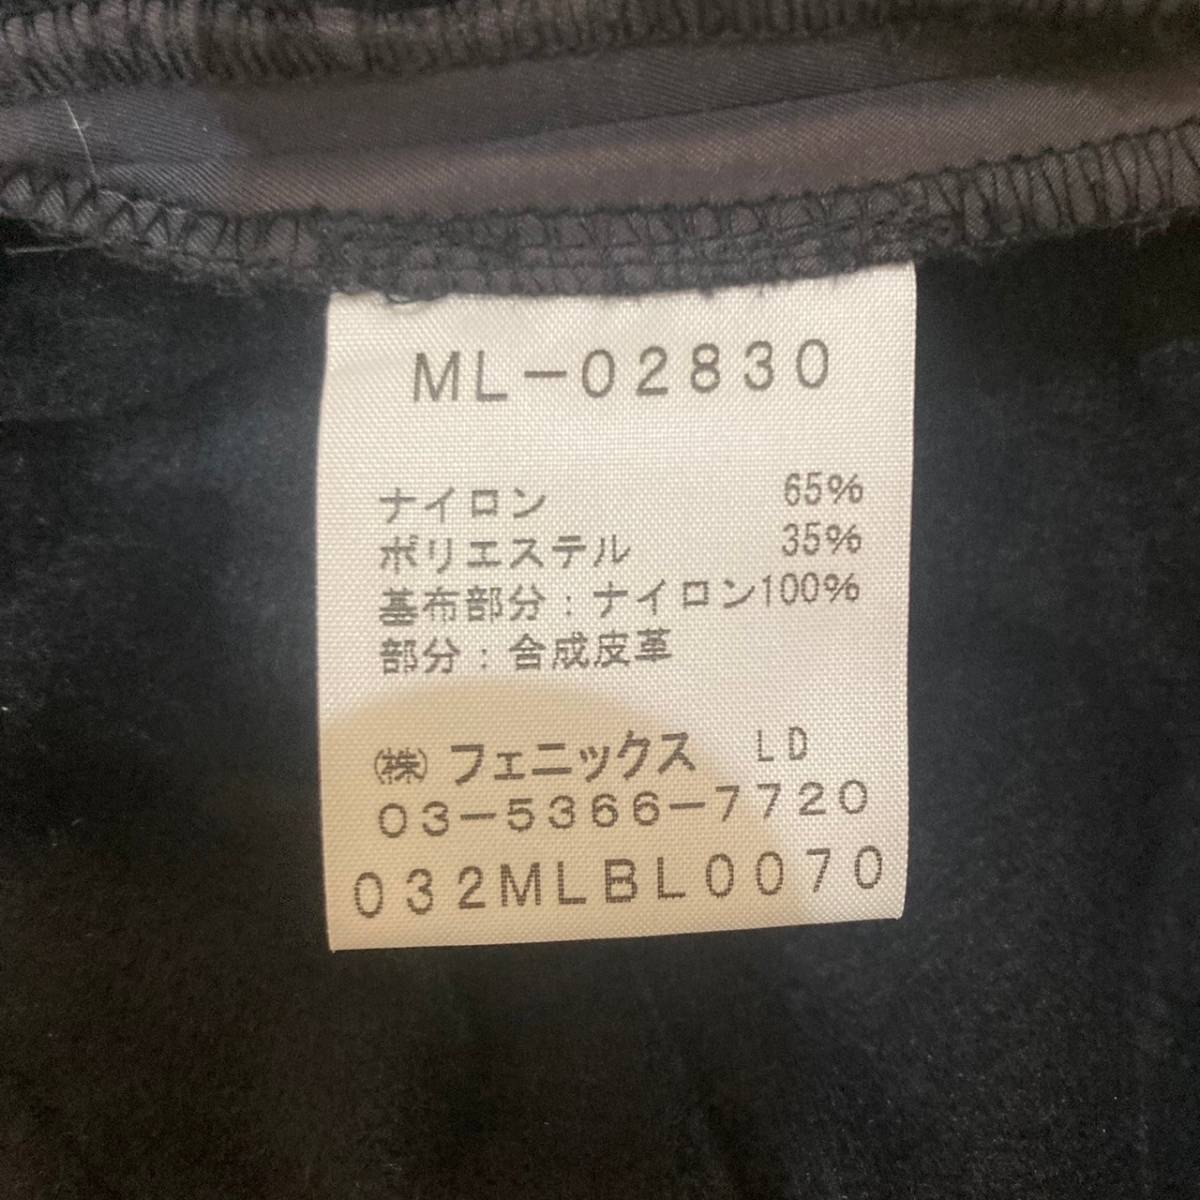 ML-02830
ナイロン 65%
ポリエステル 35%
基布部分:ナイロン100%
部分:合成皮革
㈱フェニックス LD
03-5366-7720
032MLBL0070